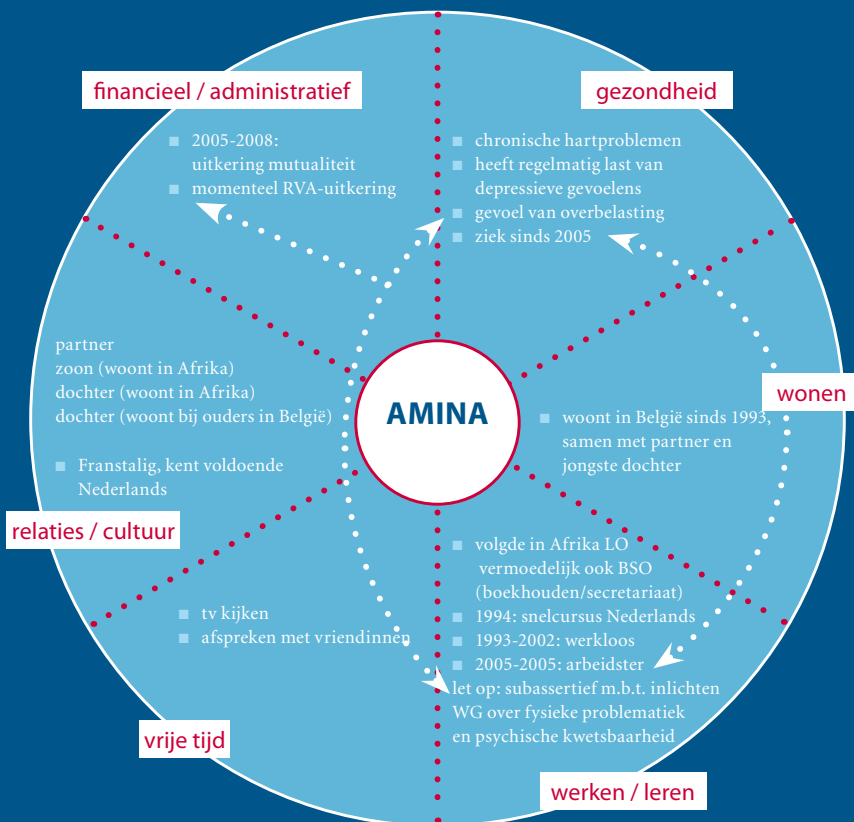 financieel / administratief
2005-2008:
uitkering mutualiteit
momenteel RVA-uitkering
gezondheid
chronische hartproblemen
heeft regelmatig last van
depressieve gevoelens
gevoel van overbelasting
ziek sinds 2005
partner
zoon (woont in Afrika)
dochter (woont in Afrika)
dochter (woont bij ouders in België)
Franstalig, kent voldoende
Nederlands
relaties / cultuur
AMINA
wonen
woont in België sinds 1993,
samen met partner en
jongste dochter
tv kijken
afspreken met vriendinnen
vrije tijd
volgde in Afrika LO
vermoedelijk ook BSO
(boekhouden/secretariaat)
1994: snelcursus Nederlands
1993-2002: werkloos
2005-2005: arbeidster
let op: subassertief m.b.t. inlichten
WG over fysieke problematiek
en psychische kwetsbaarheid
werken / leren